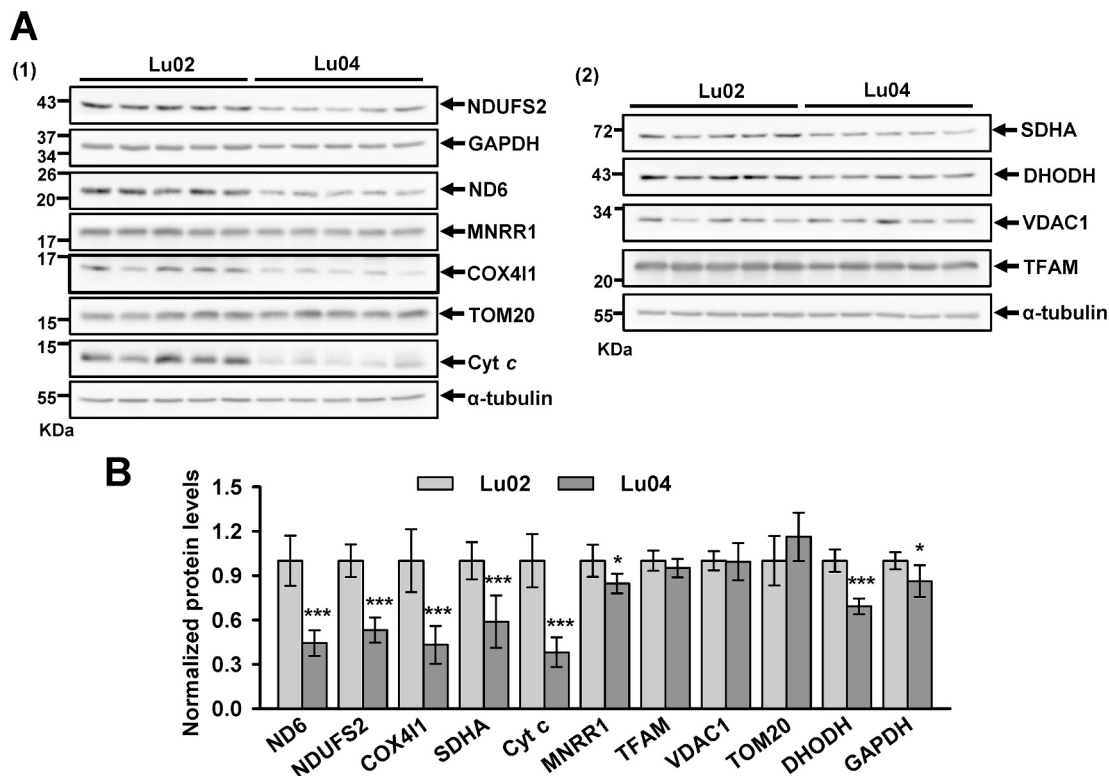 A
(1)
Lu02 Lu04
43 NDUFS2
37 GAPDH
34
26 ND6
20
MNRR1
17
17 COX4I1
TOM20
15
15 Cyt c
55 α-tubulin
KDa
(2)
Lu02 Lu04
72 SDHA
43 DHODH
34 VDAC1
TFAM
20
55 α-tubulin
KDa
B
Lu02 Lu04
Normalized protein levels
1.5
1.2
0.9
0.6
0.3
0.0
*** *** *** *** *** * *** *
ND6 NDUFS2 COX4I1 SDHA Cyt c MNRR1 TFAM VDAC1 TOM20 DHODH GAPDH